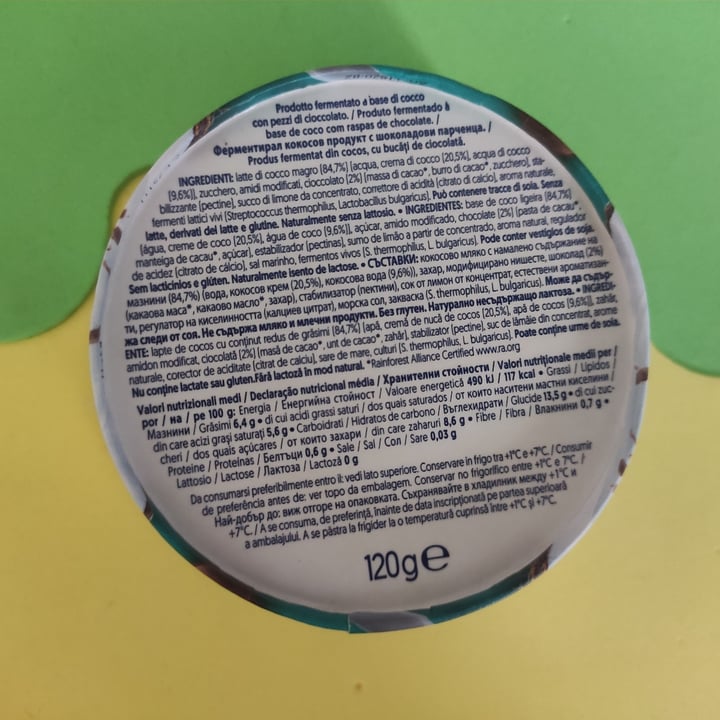 Prodotto fermentato a base di cocco
con pezzi di cioccolato. / Produto fermentado à
base de coco com raspas de chocolate. /
Ферментирал кокосов продукт с шоколадови парченца. /
Produs fermentat din cocos, cu bucăți de ciocolată.
INGREDIENTI: latte di cocco magro (84,7%) [acqua, crema di cocco (20,5%), acqua di cocco
(9,6%)], zucchero, amidi modificati, cioccolato (2%) [massa di cacao*, burro di cacao*, zucchero], sta-
bilizzante [pectine], succo di limone da concentrato, correttore di acidità [citrato di calcio], aroma naturale,
fermenti lattici vivi [Streptococcus thermophilus, Lactobacillus bulgaricus]. Può contenere tracce di soia. Senza
latte, derivati del latte e glutine. Naturalmente senza lattosio. • INGREDIENTES: base de coco ligeira (84,7%)
[água, creme de coco (20,5%), água de coco (9,6%)], açúcar, amido modificado, chocolate (2%) [pasta de cacau*,
manteiga de cacau*, açúcar], estabilizador [pectinas], sumo de limão a partir de concentrado, aroma natural, regulador
de acidez [citrato de cálcio], sal marinho, fermentos vivos (S. thermophilus, L. bulgaricus). Pode conter vestígios de soja.
Sem lacticínios e glúten. Naturalmente isento de lactose. • СЪСТАВКИ: кокосово мляко с намалено съдържание на
мазнини (84,7%) (вода, кокосов крем (20,5%), кокосова вода (9,6%)), захар, модифицирано нишесте, шоколад (2%)
(какаова маса*, какаово масло*, захар), стабилизатор (пектини), сок от лимон от концентрат, естествени ароматизан-
ти, регулатор на киселинността (калциев цитрат), морска сол, закваска (S. thermophilus, L. bulgaricus). Може да съдър-
жа следи от соя. Не съдържа мляко и млечни продукти. Без глутен. Натурално несъдържащо лактоза. • INGREDI-
ENTE: lapte de cocos cu conținut redus de grăsimi (84,7%) [apă, cremă de nucă de cocos (20,5%), apă de cocos (9,6%)], zahăr,
amidon modificat, ciocolată (2%) [masă de cacao*, unt de cacao*, zahăr], stabilizator [pectine], suc de lămâie din concentrat, arome
naturale, corector de aciditate [citrat de calciu], sare de mare, culturi [S. thermophilus, L. bulgaricus]. Poate conține urme de soia.
Nu conține lactate sau gluten.Fără lactoză în mod natural. *Rainforest Alliance Certified www.ra.org
Valori nutrizionali medi / Declaração nutricional média / Хранителни стойности / Valori nutriționale medii per /
por / на / pe 100 g: Energia / Енергийна стойност / Valoare energetică 490 kJ / 117 kcal • Grassi / Lípidos /
Мазнини / Grăsimi 6,4 g • di cui acidi grassi saturi / dos quais saturados / от които наситени мастни киселини /
din care acizi grași saturați 5,6 g • Carboidrati / Hidratos de carbono / Въглехидрати / Glucide 13,5 g • di cui zuc-
cheri / dos quais açúcares / от които захари / din care zaharuri 8,6 g • Fibre / Fibra / Влакнини 0,7 g •
Proteine / Proteínas / Белтъци 0,6 g • Sale / Sal / Сол / Sare 0,03 g
Lattosio / Lactose / Лактоза / Lactoză 0 g
Da consumarsi preferibilmente entro il: vedi lato superiore. Conservare in frigo tra +1°C e +7°C. / Consumir
de preferência antes de: ver topo da embalagem. Conservar no frigorífico entre +1°C e 7°C. /
Най-добър до: виж отгоре на опаковката. Съхранявайте в хладилник между +1°C и
+7°C. / A se consuma, de preferință, înainte de data inscripționată pe partea superioară
a ambalajului. A se păstra la frigider la o temperatură cuprinsă între +1°C și +7°C.
120g e